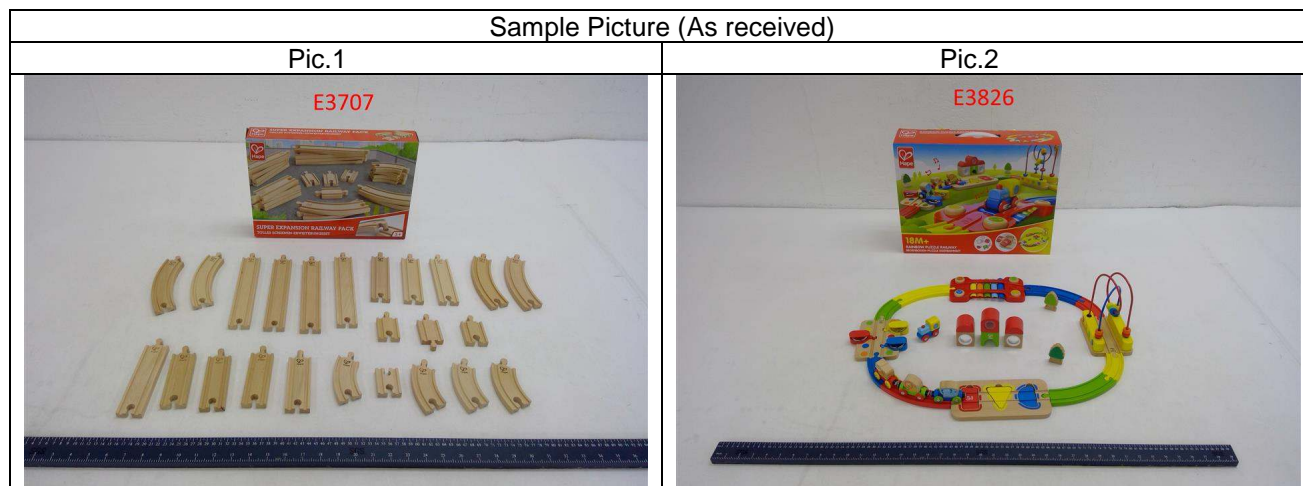 Sample Picture (As received)
Pic.1
Pic.2
E3707
E3826
Hape
SUPER EXPANSION RAILWAY PACK
Hape
18M+
RAINBOW PUZZLE RAILWAY